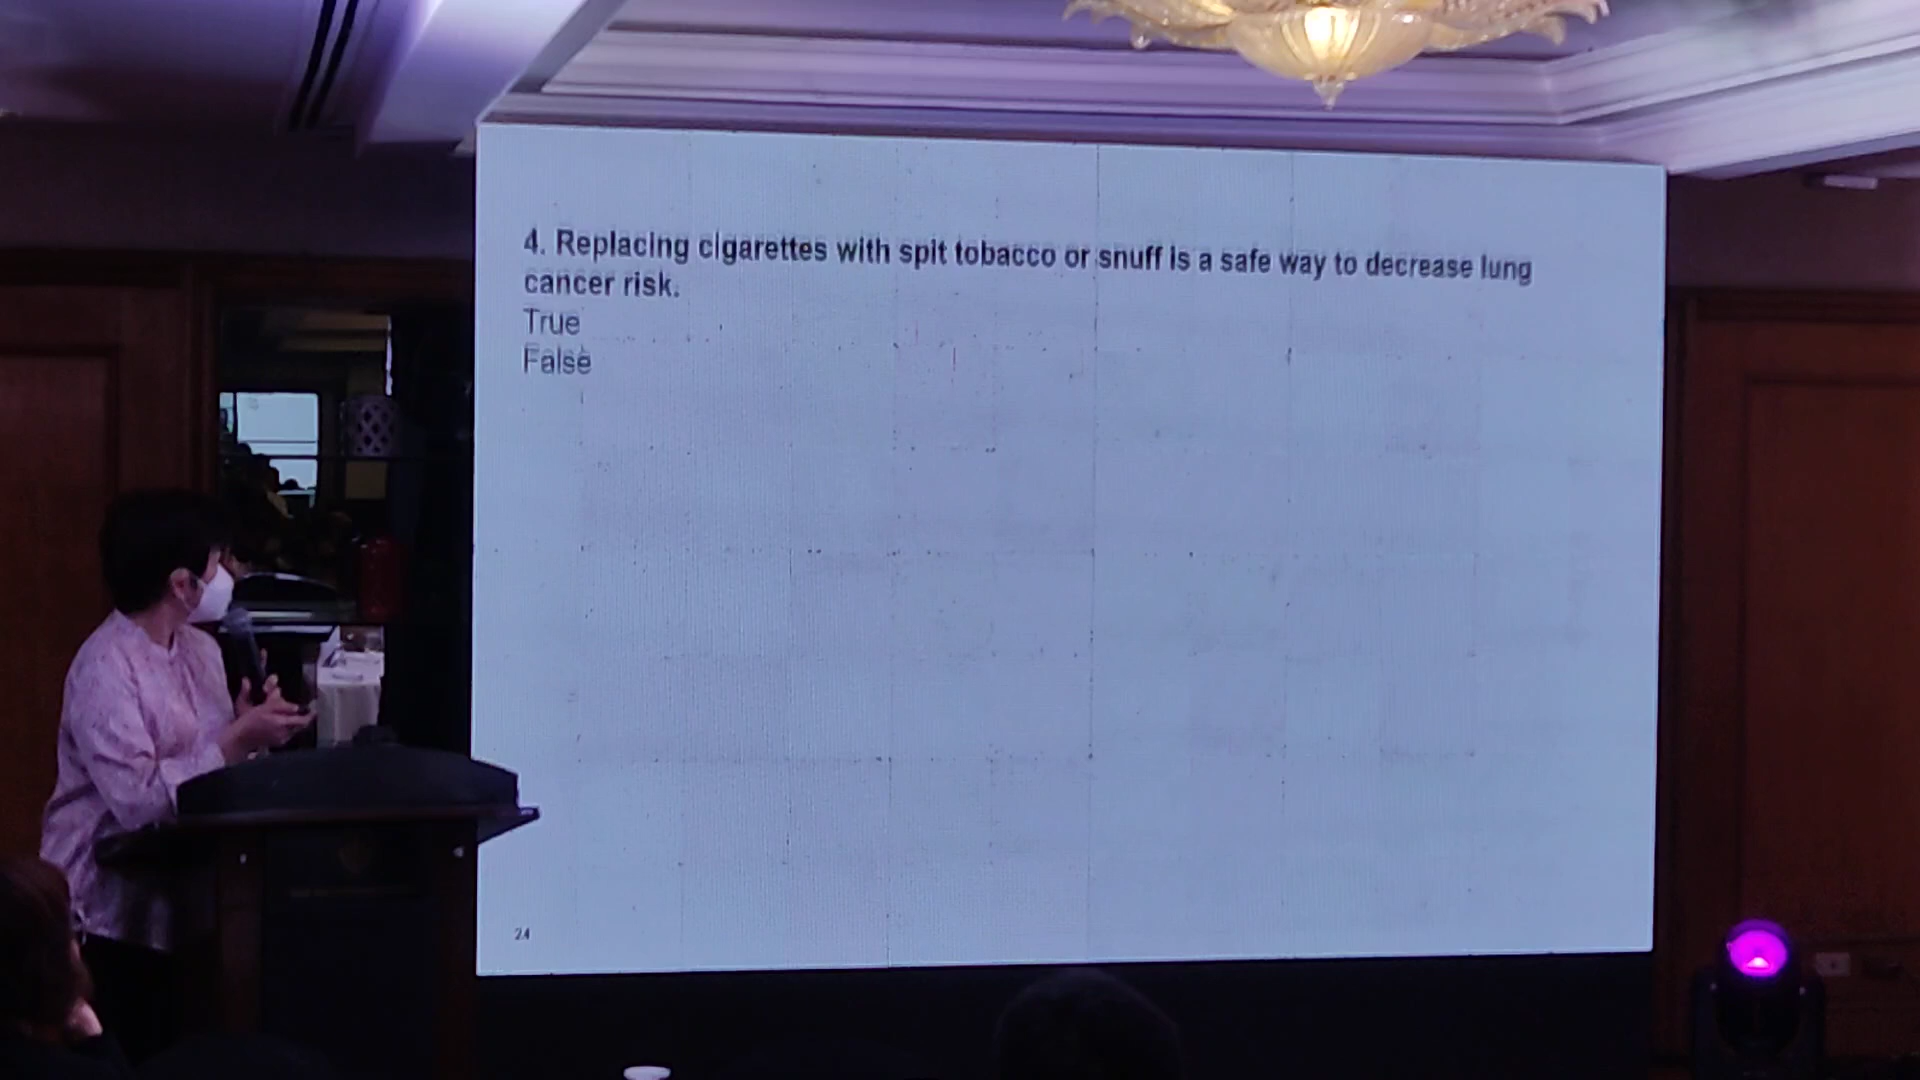 4. Replacing cigarettes with spit tobacco or snuff is a safe way to decrease lung
cancer risk.
True
False
24